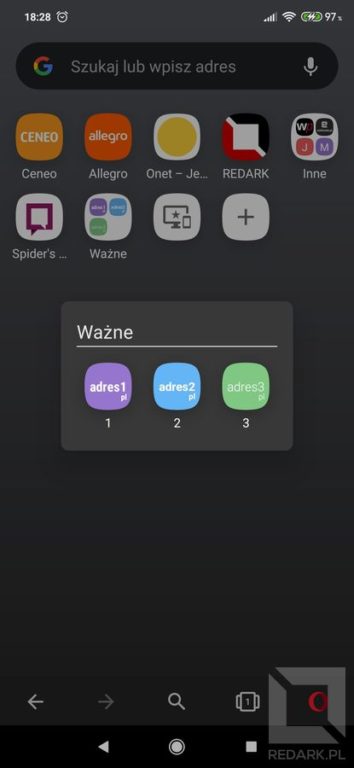 18:28
97%
Szukaj lub wpisz adres
CENEO
allegro
Ceneo
Allegro
Onet – Je...
REDARK
Inne
J M
adres1 adres2
adres3
Spider's ...
Ważne
Ważne
adres1
pl
adres2
pl
adres3
pl
1
2
3
1
REDARK.PL